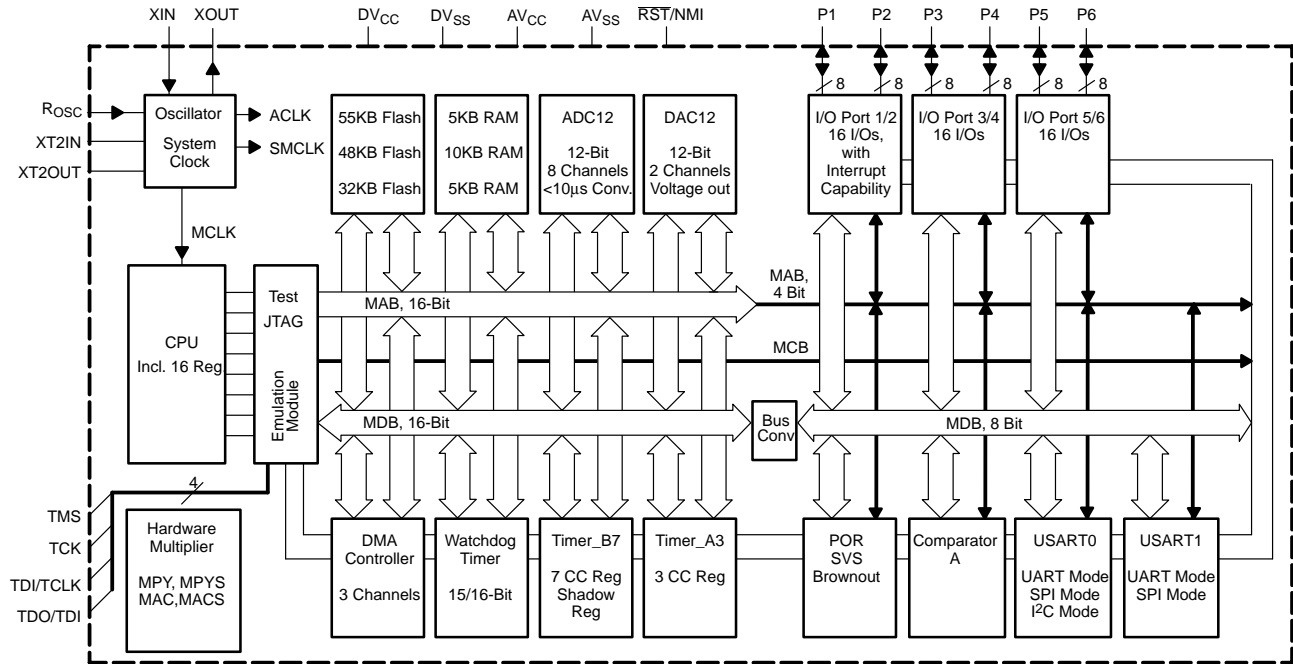 XIN XOUT DVCC DVSS AVCC AVSS RST/NMI P1 P2 P3 P4 P5 P6
8 8 8 8 8 8
ROSC
XT2IN
XT2OUT
Oscillator
System
Clock
ACLK
SMCLK
MCLK
55KB Flash
48KB Flash
32KB Flash
5KB RAM
10KB RAM
5KB RAM
ADC12
12-Bit
8 Channels
<10μs Conv.
DAC12
12-Bit
2 Channels
Voltage out
I/O Port 1/2
16 I/Os,
with
Interrupt
Capability
I/O Port 3/4
16 I/Os
I/O Port 5/6
16 I/Os
CPU
Incl. 16 Reg.
Test
JTAG
Emulation
Module
MAB, 16-Bit
MAB,
4 Bit
MCB
MDB, 16-Bit
Bus
Conv
MDB, 8 Bit
4
TMS
TCK
TDI/TCLK
TDO/TDI
Hardware
Multiplier
MPY, MPYS
MAC,MACS
DMA
Controller
3 Channels
Watchdog
Timer
15/16-Bit
Timer_B7
7 CC Reg
Shadow
Reg
Timer_A3
3 CC Reg
POR
SVS
Brownout
Comparator
A
USART0
UART Mode
SPI Mode
I2C Mode
USART1
UART Mode
SPI Mode